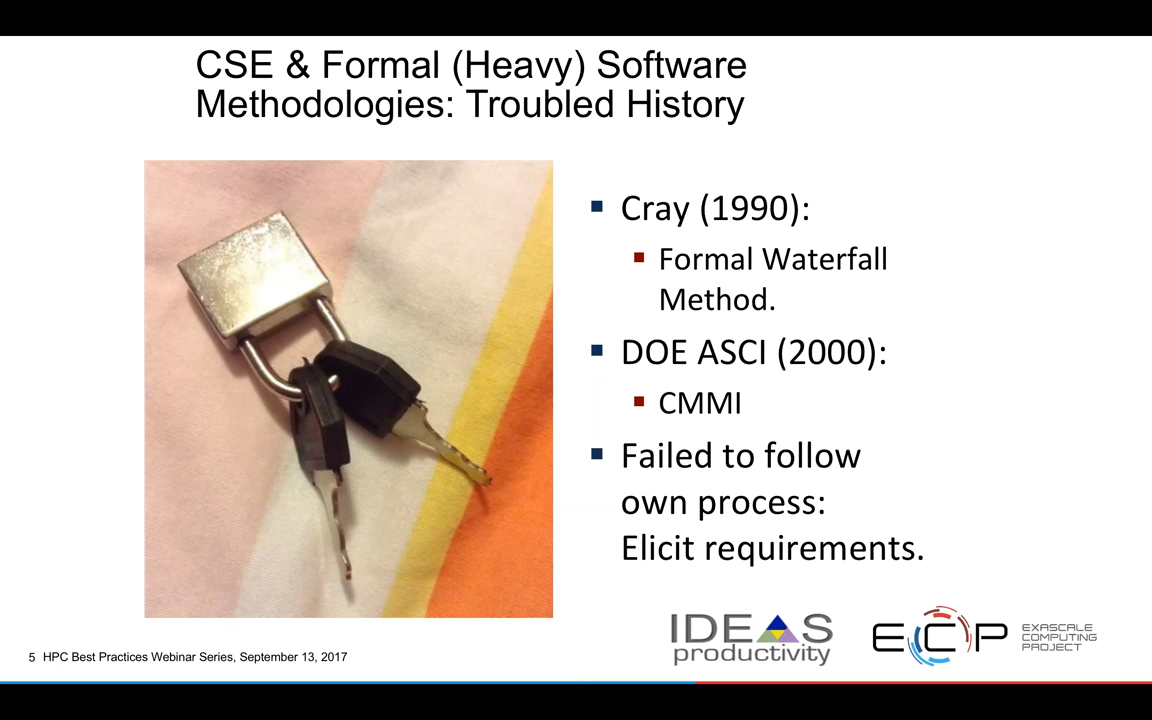 CSE & Formal (Heavy) Software
Methodologies: Troubled History
Cray (1990):
Formal Waterfall
Method.
DOE ASCI (2000):
CMMI
Failed to follow
own process:
Elicit requirements.
IDEAS
productivity
ECP
EXASCALE
COMPUTING
PROJECT
5 HPC Best Practices Webinar Series, September 13, 2017